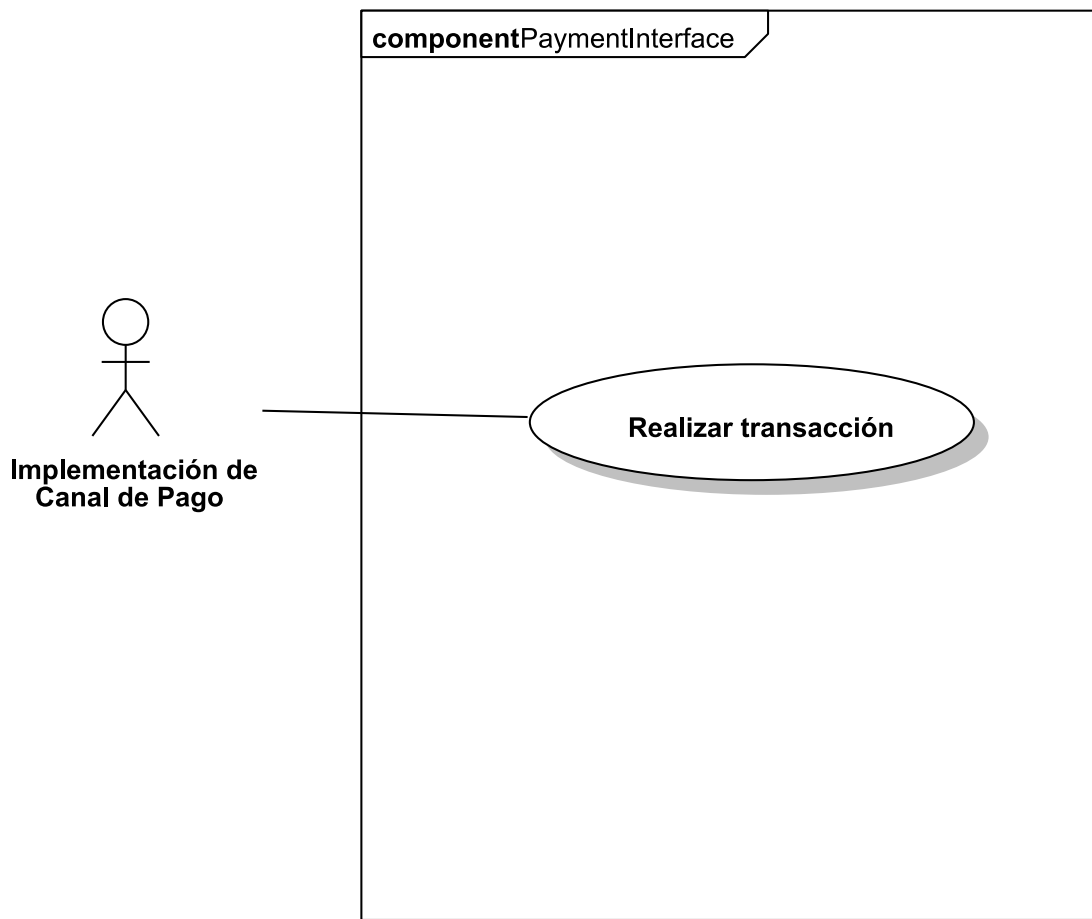 componentPaymentInterface
Realizar transacción
Implementación de
Canal de Pago